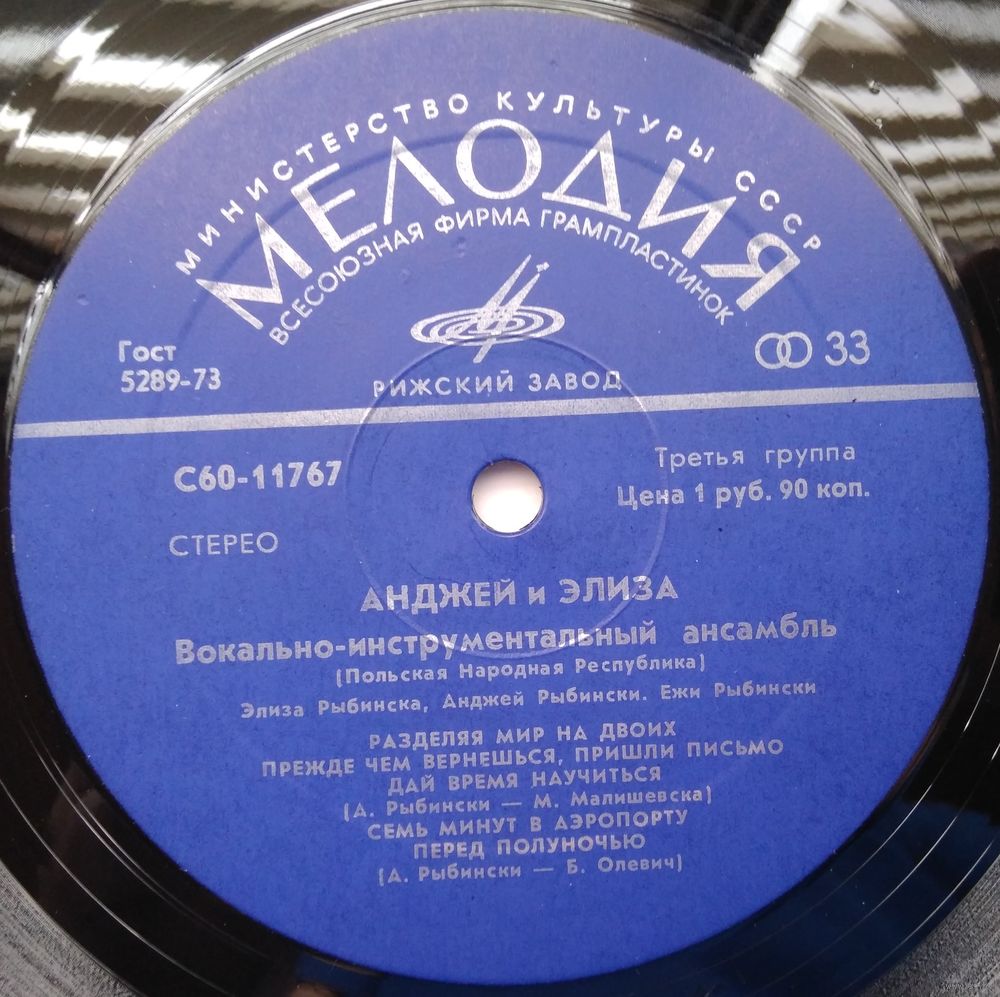 МИНИСТЕРСТВО КУЛЬТУРЫ СССР
МЕЛОДИЯ
ВСЕСОЮЗНАЯ ФИРМА ГРАМПЛАСТИНОК
Гост
5289-73
33
РИЖСКИЙ ЗАВОД
С60-11767
Третья группа
Цена 1 руб. 90 коп.
СТЕРЕО
АНДЖЕЙ и ЭЛИЗА
Вокально-инструментальный ансамбль
(Польская Народная Республика)
Элиза Рыбинска, Анджей Рыбински. Ежи Рыбински
РАЗДЕЛЯЯ МИР НА ДВОИХ
ПРЕЖДЕ ЧЕМ ВЕРНЕШЬСЯ, ПРИШЛИ ПИСЬМО
ДАЙ ВРЕМЯ НАУЧИТЬСЯ
(А. Рыбински — М. Малишевска)
СЕМЬ МИНУТ В АЭРОПОРТУ
ПЕРЕД ПОЛУНОЧЬЮ
(А. Рыбински — Б. Олевич)